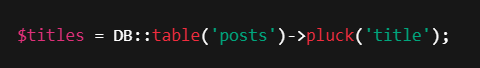 $titles = DB::table('posts')->pluck('title');